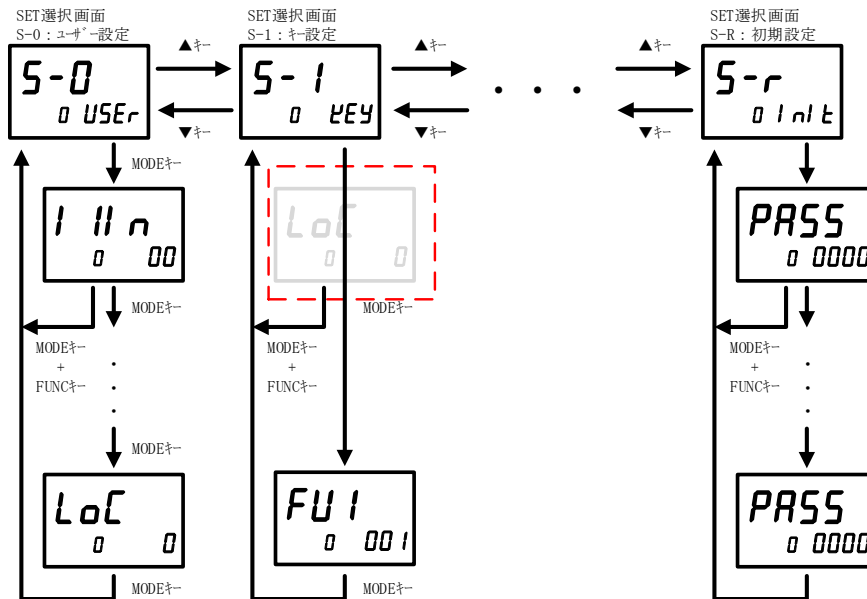 SET選択画面
S-0：ﾕｰｻﾞｰ設定
SET選択画面
S-1：ｷｰ設定
SET選択画面
S-R：初期設定
S-0
0 USEr
▲ｷｰ
▼ｷｰ
S-1
0 KEY
▲ｷｰ
▼ｷｰ
. . .
▲ｷｰ
▼ｷｰ
S-r
0 InIt
MODEｷｰ
I IIn
0 00
MODEｷｰ
MODEｷｰ
+
FUNCｷｰ
MODEｷｰ
LoC
0 0
MODEｷｰ
LoC
0 0
MODEｷｰ
MODEｷｰ
+
FUNCｷｰ
FU1
0 001
MODEｷｰ
PASS
0 0000
MODEｷｰ
+
FUNCｷｰ
PASS
0 0000